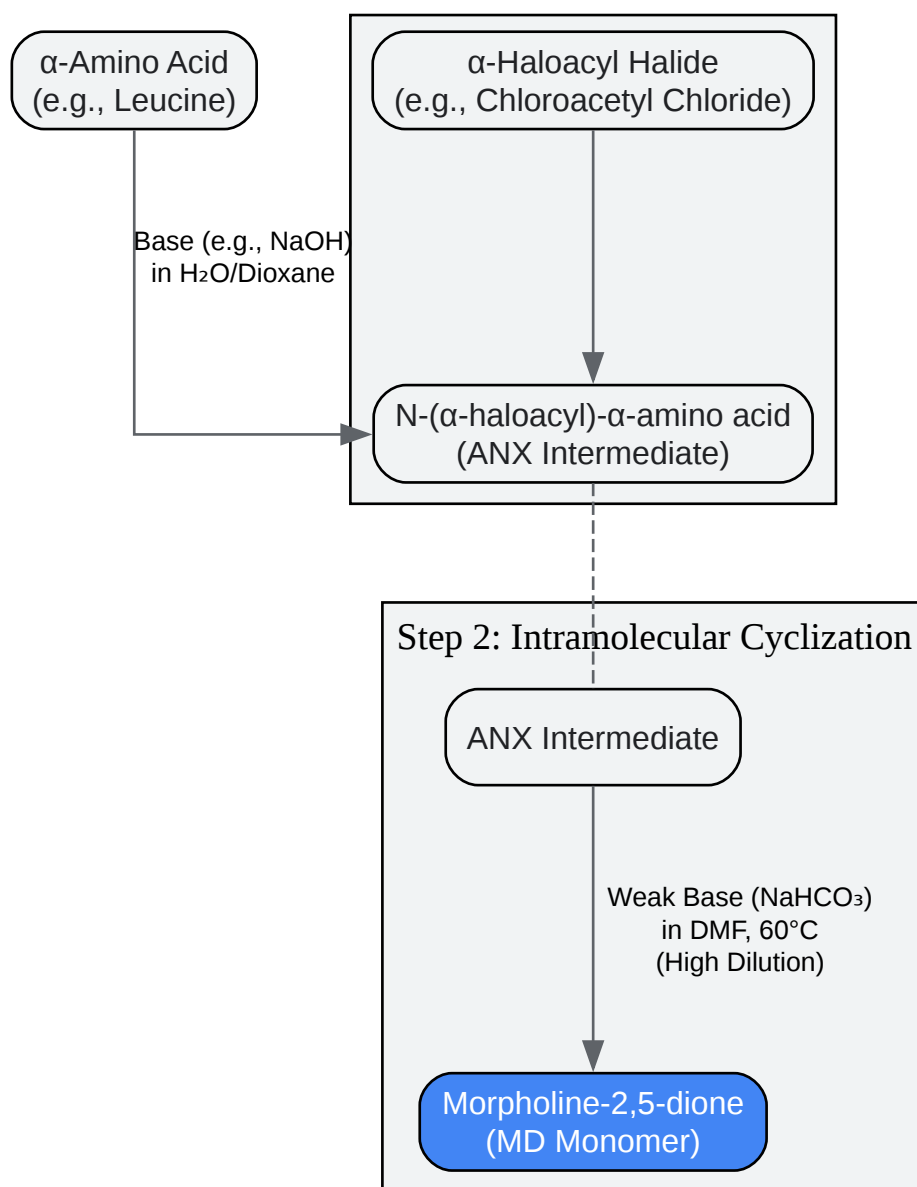 α-Amino Acid
(e.g., Leucine)
α-Haloacyl Halide
(e.g., Chloroacetyl Chloride)
Base (e.g., NaOH)
in H₂O/Dioxane
N-(α-haloacyl)-α-amino acid
(ANX Intermediate)
Step 2: Intramolecular Cyclization
ANX Intermediate
Weak Base (NaHCO₃)
in DMF, 60°C
(High Dilution)
Morpholine-2,5-dione
(MD Monomer)